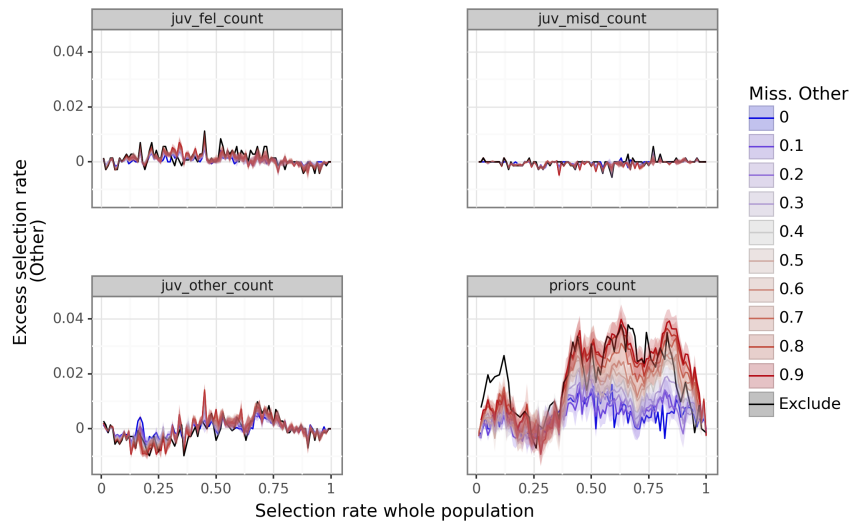 juv_fel_count
juv_misd_count
0.04
0.02
0
juv_other_count
priors_count
0.04
0.02
0
0
0.25
0.50
0.75
1
0
0.25
0.50
0.75
1
Selection rate whole population
Excess selection rate
(Other)
Miss. Other
0
0.1
0.2
0.3
0.4
0.5
0.6
0.7
0.8
0.9
Exclude